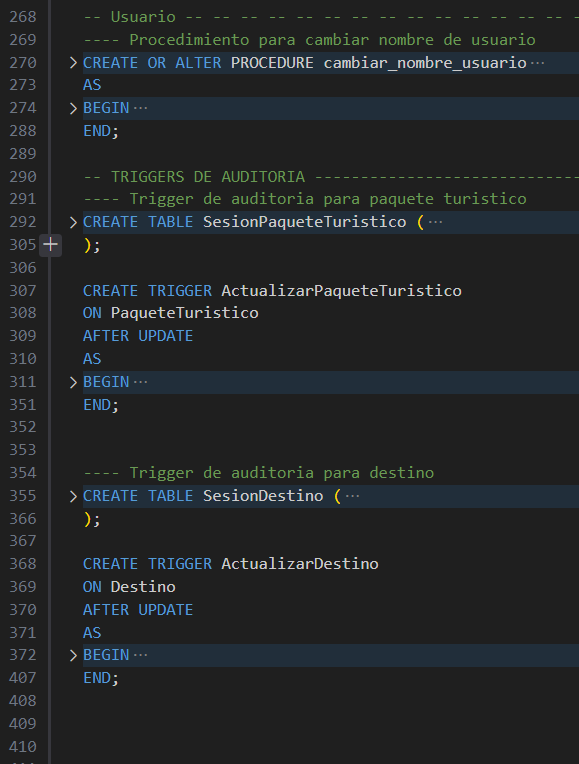 268 -- Usuario -- -- -- -- -- -- -- -- -- -- -- -- -- -- --
269 ---- Procedimiento para cambiar nombre de usuario
270 > CREATE OR ALTER PROCEDURE cambiar_nombre_usuario ···
273 AS
274 > BEGIN ···
288 END;
289
290 -- TRIGGERS DE AUDITORIA -----------------------------
291 ---- Trigger de auditoria para paquete turistico
292 > CREATE TABLE SesionPaqueteTuristico ( ···
305 + );
306
307 CREATE TRIGGER ActualizarPaqueteTuristico
308 ON PaqueteTuristico
309 AFTER UPDATE
310 AS
311 > BEGIN ···
351 END;
352
353
354 ---- Trigger de auditoria para destino
355 > CREATE TABLE SesionDestino ( ···
366 );
367
368 CREATE TRIGGER ActualizarDestino
369 ON Destino
370 AFTER UPDATE
371 AS
372 > BEGIN ···
407 END;
408
409
410